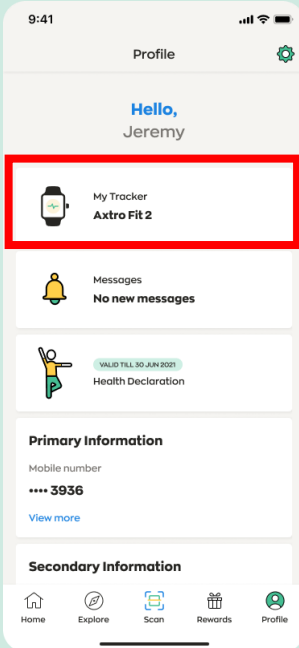 9:41
Profile
Hello,
Jeremy
My Tracker
Axtro Fit 2
Messages
No new messages
VALID TILL 30 JUN 2021
Health Declaration
Primary Information
Mobile number
•••• 3936
View more
Secondary Information
Home Explore Scan Rewards Profile